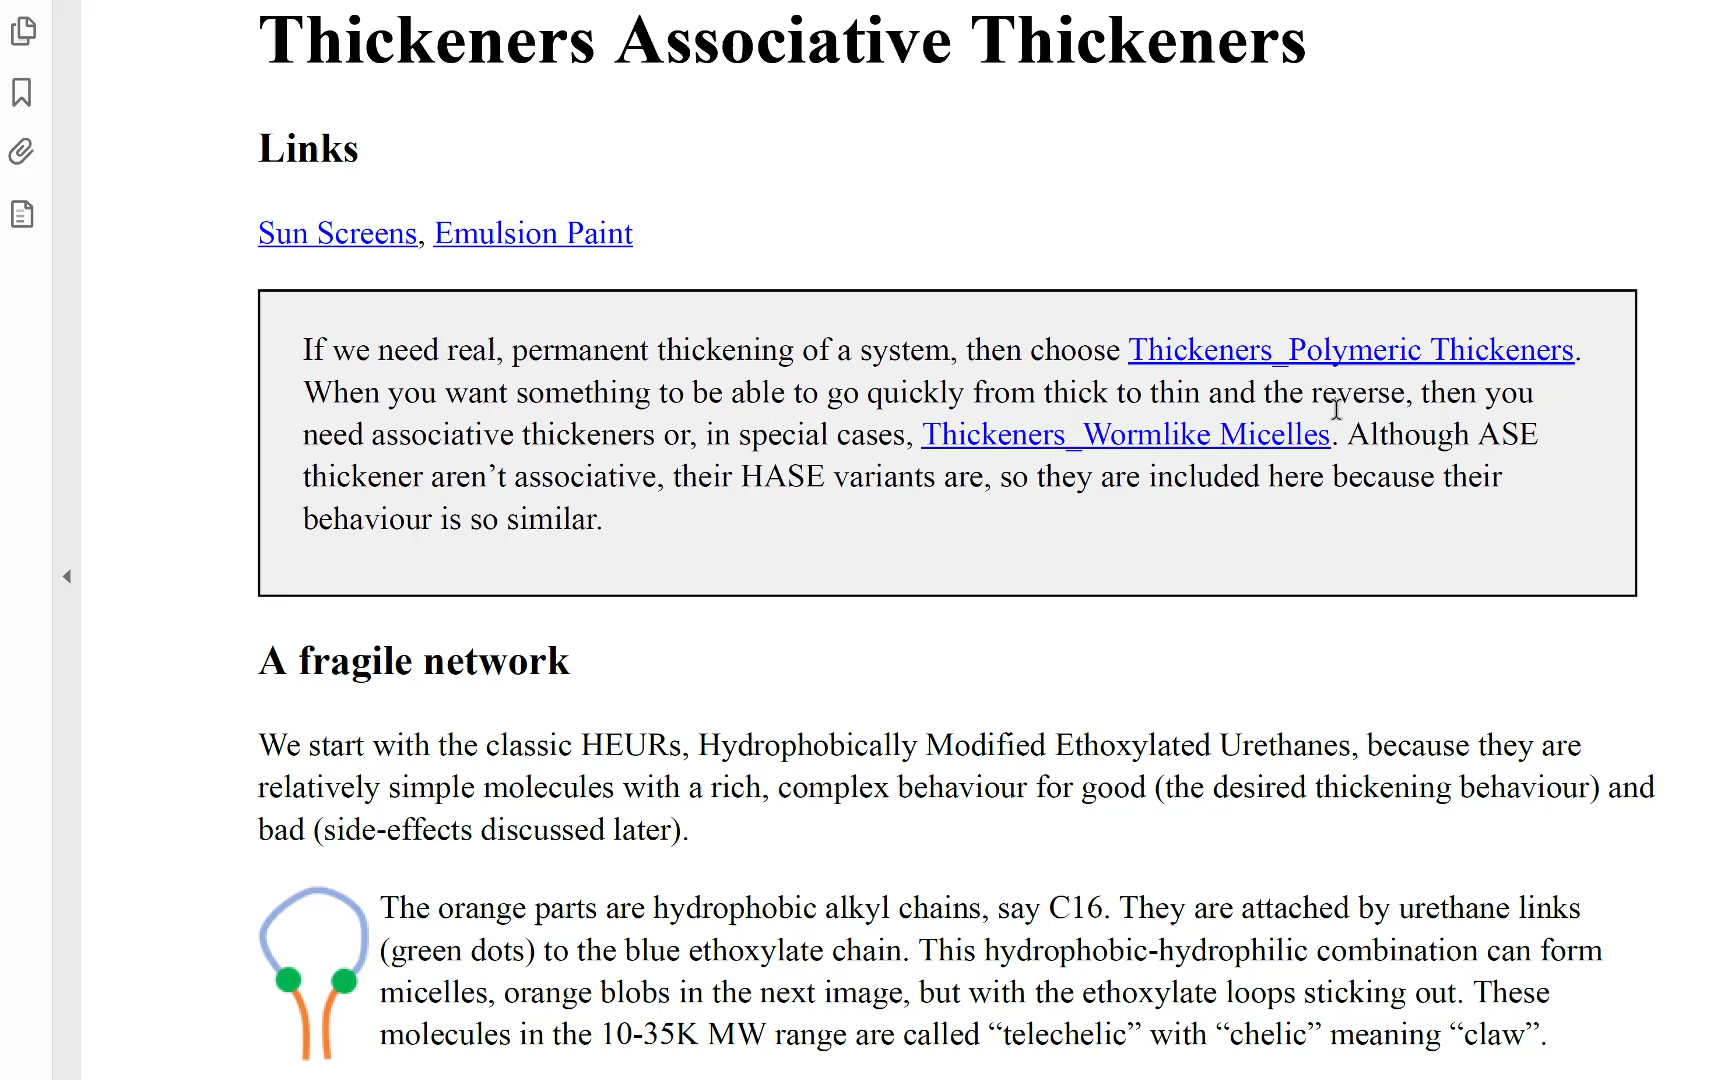 Thickeners Associative Thickeners
Links
Sun Screens, Emulsion Paint
If we need real, permanent thickening of a system, then choose Thickeners_Polymeric Thickeners.
When you want something to be able to go quickly from thick to thin and the reverse, then you
need associative thickeners or, in special cases, Thickeners_Wormlike Micelles. Although ASE
thickener aren’t associative, their HASE variants are, so they are included here because their
behaviour is so similar.
A fragile network
We start with the classic HEURs, Hydrophobically Modified Ethoxylated Urethanes, because they are
relatively simple molecules with a rich, complex behaviour for good (the desired thickening behaviour) and
bad (side-effects discussed later).
The orange parts are hydrophobic alkyl chains, say C16. They are attached by urethane links
(green dots) to the blue ethoxylate chain. This hydrophobic-hydrophilic combination can form
micelles, orange blobs in the next image, but with the ethoxylate loops sticking out. These
molecules in the 10-35K MW range are called “telechelic” with “chelic” meaning “claw”.